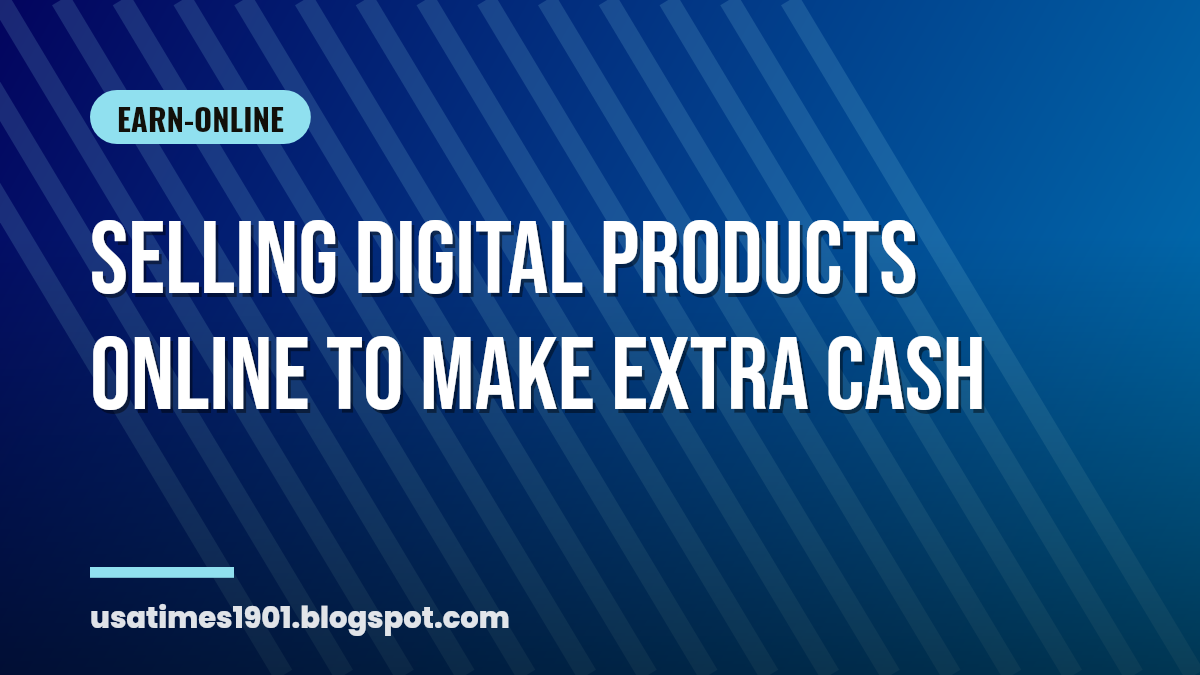 EARN-ONLINE
SELLING DIGITAL PRODUCTS
ONLINE TO MAKE EXTRA CASH
usatimes1901.blogspot.com